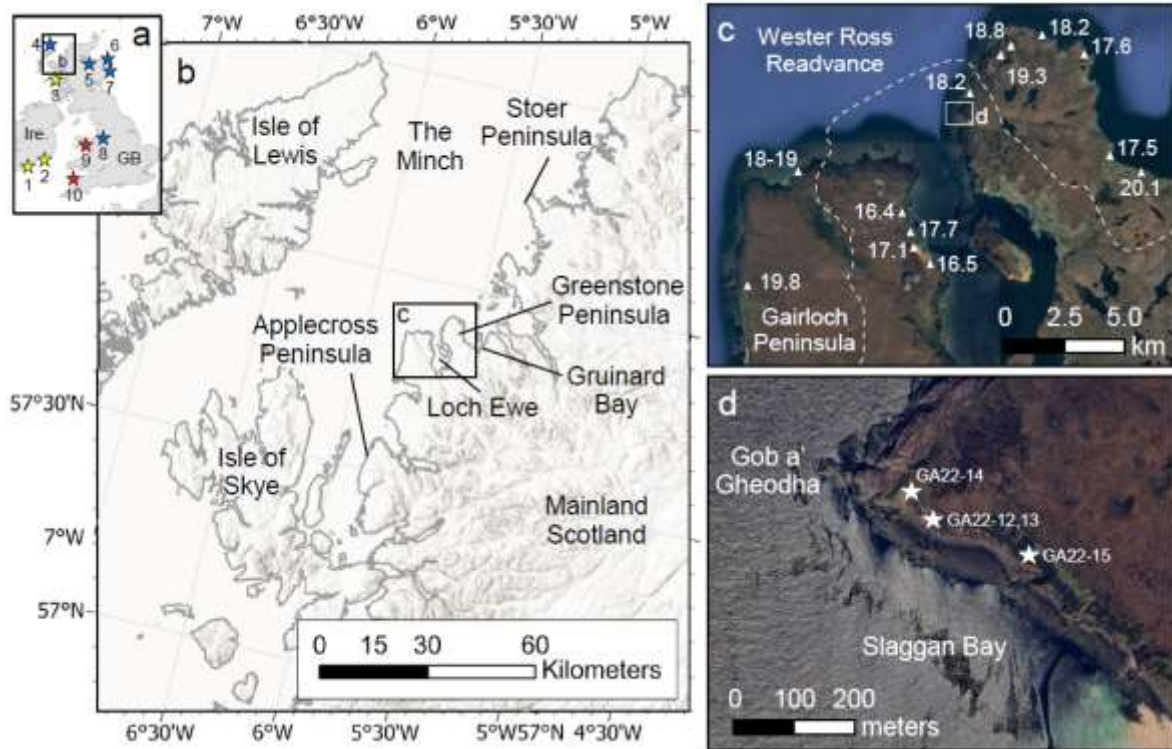 a
4
b
6
5
7
3
Ire.
8
9
GB
1
2
10
7°W
6°30'W
6°W
5°30'W
5°W
b
Isle of
Lewis
The
Minch
Stoer
Peninsula
Applecross
Peninsula
c
Greenstone
Peninsula
Gruinard
Bay
Loch Ewe
57°30'N
Isle of
Skye
Mainland
Scotland
7°W
57°N
0 15 30 60
Kilometers
6°30'W
6°W
5°30'W
5°W57°N
4°30'W
c
Wester Ross
Readvance
18.8
18.2
17.6
19.3
18.2
d
17.5
20.1
18-19
16.4
17.7
17.1
16.5
19.8
Gairloch
Peninsula
0 2.5 5.0
km
d
Gob a'
Gheodha
GA22-14
GA22-12,13
GA22-15
Slaggan Bay
0 100 200
meters